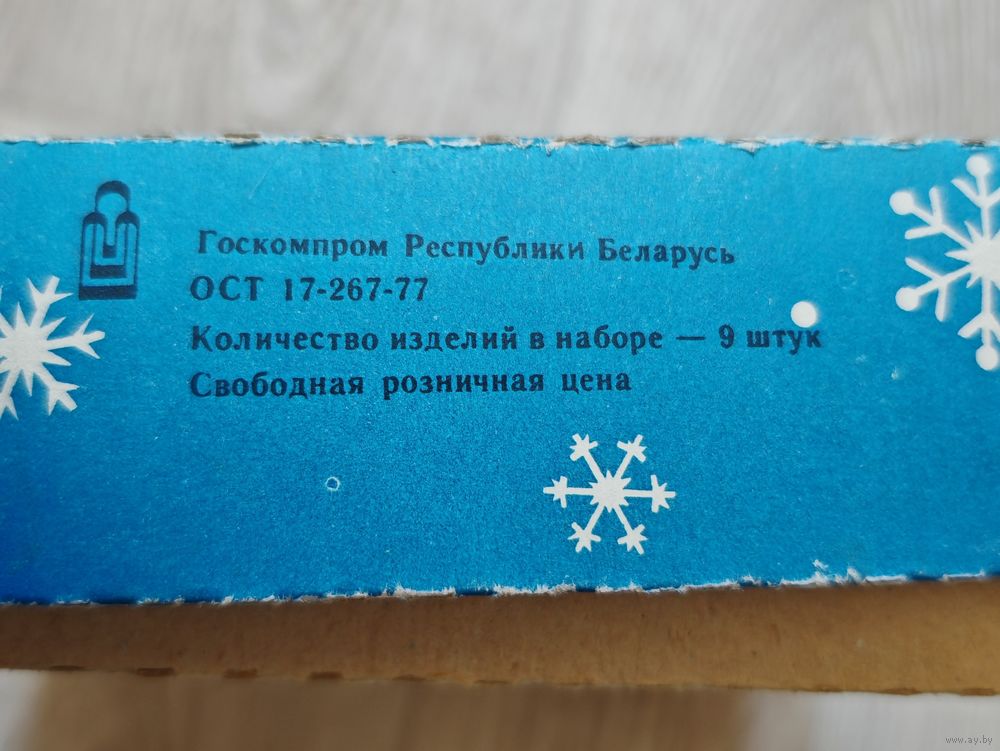 Госкомпром Республики Беларусь
ОСТ 17-267-77
Количество изделий в наборе — 9 штук
Свободная розничная цена
www.ay.by